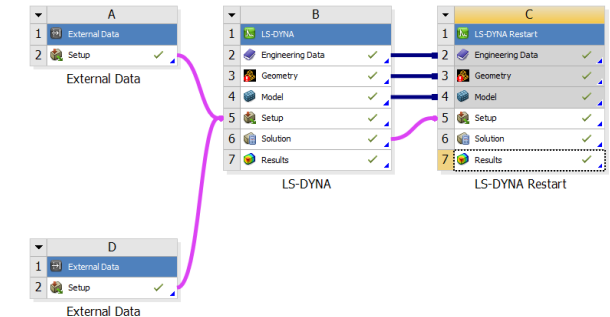 A
1 External Data
2 Setup
External Data
B
1 LS-DYNA
2 Engineering Data
3 Geometry
4 Model
5 Setup
6 Solution
7 Results
LS-DYNA
C
1 LS-DYNA Restart
2 Engineering Data
3 Geometry
4 Model
5 Setup
6 Solution
7 Results
LS-DYNA Restart
D
1 External Data
2 Setup
External Data